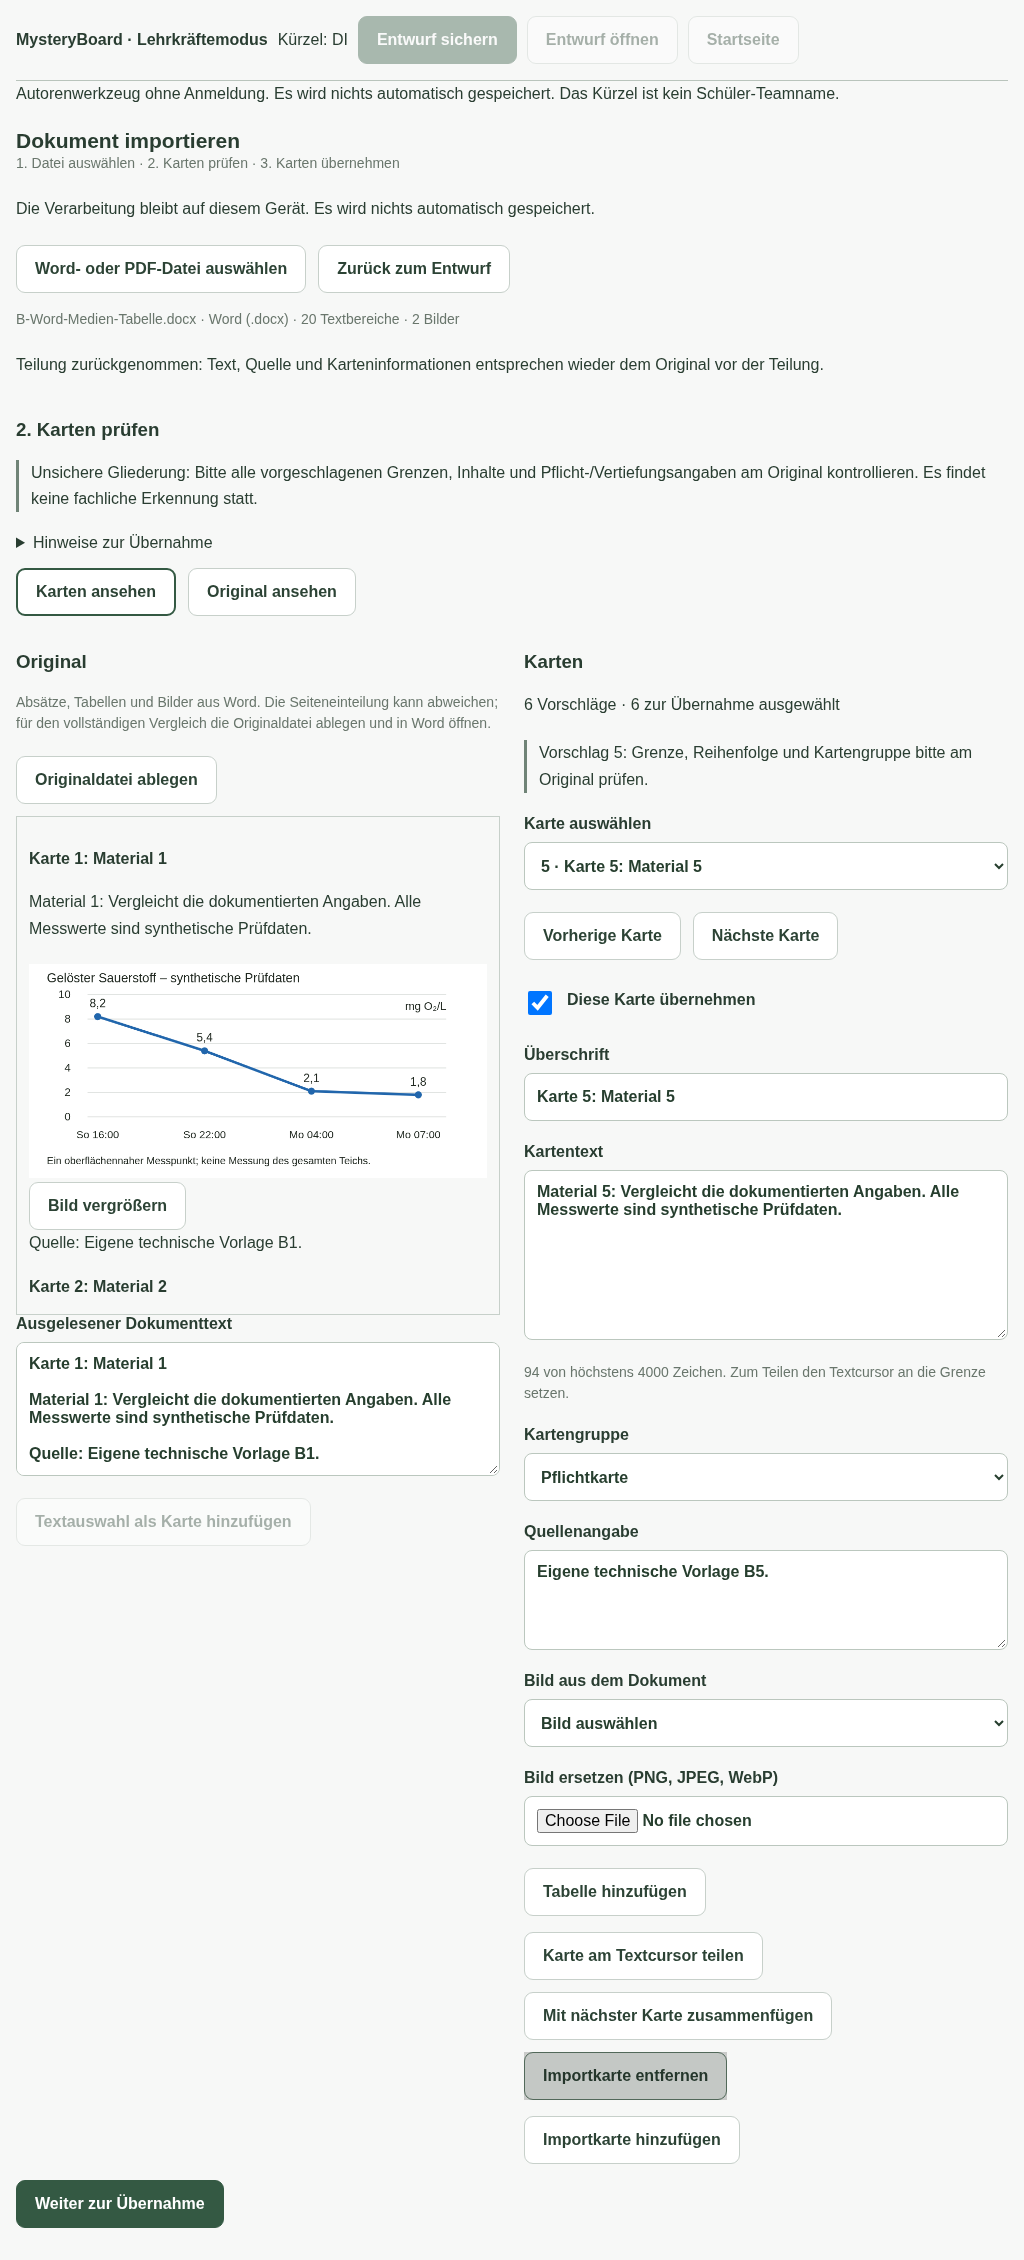 MysteryBoard · Lehrkräftemodus Kürzel: DI Entwurf sichern Entwurf öffnen Startseite
Autorenwerkzeug ohne Anmeldung. Es wird nichts automatisch gespeichert. Das Kürzel ist kein Schüler-Teamname.
Dokument importieren
1. Datei auswählen · 2. Karten prüfen · 3. Karten übernehmen
Die Verarbeitung bleibt auf diesem Gerät. Es wird nichts automatisch gespeichert.
Word- oder PDF-Datei auswählen Zurück zum Entwurf
B-Word-Medien-Tabelle.docx · Word (.docx) · 20 Textbereiche · 2 Bilder
Teilung zurückgenommen: Text, Quelle und Karteninformationen entsprechen wieder dem Original vor der Teilung.
2. Karten prüfen
Unsichere Gliederung: Bitte alle vorgeschlagenen Grenzen, Inhalte und Pflicht-/Vertiefungsangaben am Original kontrollieren. Es findet
keine fachliche Erkennung statt.
Hinweise zur Übernahme
Karten ansehen Original ansehen
Original
Absätze, Tabellen und Bilder aus Word. Die Seiteneinteilung kann abweichen;
für den vollständigen Vergleich die Originaldatei ablegen und in Word öffnen.
Originaldatei ablegen
Karte 1: Material 1
Material 1: Vergleicht die dokumentierten Angaben. Alle
Messwerte sind synthetische Prüfdaten.
Gelöster Sauerstoff – synthetische Prüfdaten
mg O₂/L
10
8
6
4
2
0
8,2
5,4
2,1
1,8
So 16:00 So 22:00 Mo 04:00 Mo 07:00
Ein oberflächennaher Messpunkt; keine Messung des gesamten Teichs.
Bild vergrößern
Quelle: Eigene technische Vorlage B1.
Karte 2: Material 2
Ausgelesener Dokumenttext
Karte 1: Material 1
Material 1: Vergleicht die dokumentierten Angaben. Alle
Messwerte sind synthetische Prüfdaten.
Quelle: Eigene technische Vorlage B1.
Textauswahl als Karte hinzufügen
Karten
6 Vorschläge · 6 zur Übernahme ausgewählt
Vorschlag 5: Grenze, Reihenfolge und Kartengruppe bitte am
Original prüfen.
Karte auswählen
5 · Karte 5: Material 5
Vorherige Karte Nächste Karte
Diese Karte übernehmen
Überschrift
Karte 5: Material 5
Kartentext
Material 5: Vergleicht die dokumentierten Angaben. Alle
Messwerte sind synthetische Prüfdaten.
94 von höchstens 4000 Zeichen. Zum Teilen den Textcursor an die Grenze
setzen.
Kartengruppe
Pflichtkarte
Quellenangabe
Eigene technische Vorlage B5.
Bild aus dem Dokument
Bild auswählen
Bild ersetzen (PNG, JPEG, WebP)
Choose File No file chosen
Tabelle hinzufügen
Karte am Textcursor teilen
Mit nächster Karte zusammenfügen
Importkarte entfernen
Importkarte hinzufügen
Weiter zur Übernahme